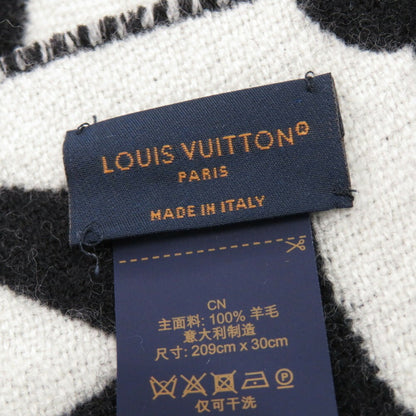 LOUIS VUITTON®
PARIS
MADE IN ITALY
CN
主面料: 100% 羊毛
意大利制造
尺寸: 209cm x 30cm
P
仅可干洗